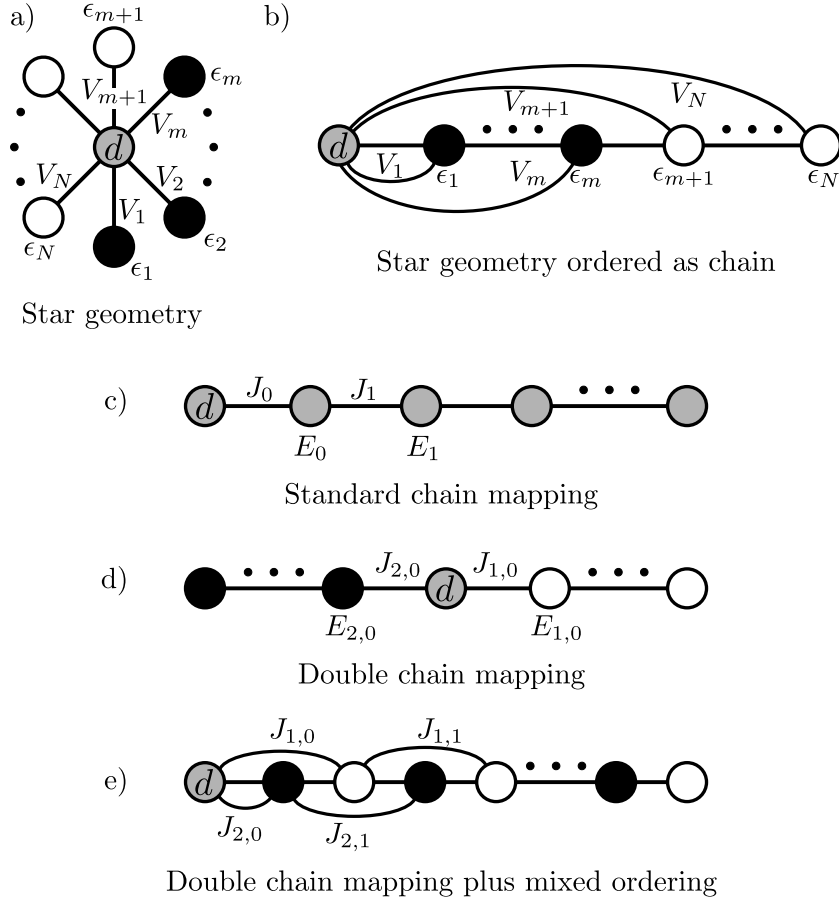 a)
ϵ_{m+1}
ϵ_m
V_{m+1}
V_m
d
V_N
V_2
V_1
ϵ_N
ϵ_2
ϵ_1
Star geometry
b)
V_{m+1}
V_N
d
V_1
ϵ_1
V_m
ϵ_m
ϵ_{m+1}
ϵ_N
Star geometry ordered as chain
c)
d
J_0
J_1
E_0
E_1
Standard chain mapping
d)
J_{2,0}
d
J_{1,0}
E_{2,0}
E_{1,0}
Double chain mapping
e)
J_{1,0}
J_{1,1}
d
J_{2,0}
J_{2,1}
Double chain mapping plus mixed ordering